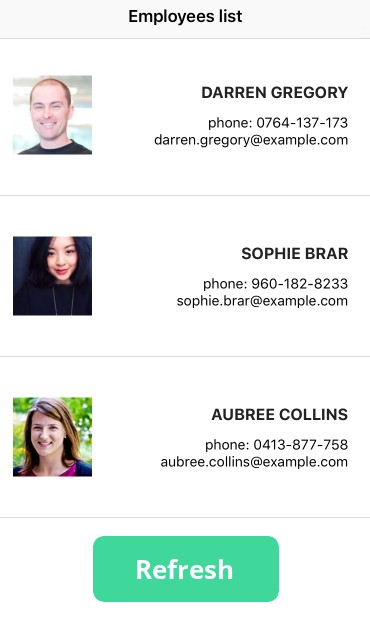 Employees list
DARREN GREGORY
phone: 0764-137-173
darren.gregory@example.com
SOPHIE BRAR
phone: 960-182-8233
sophie.brar@example.com
AUBREE COLLINS
phone: 0413-877-758
aubree.collins@example.com
Refresh